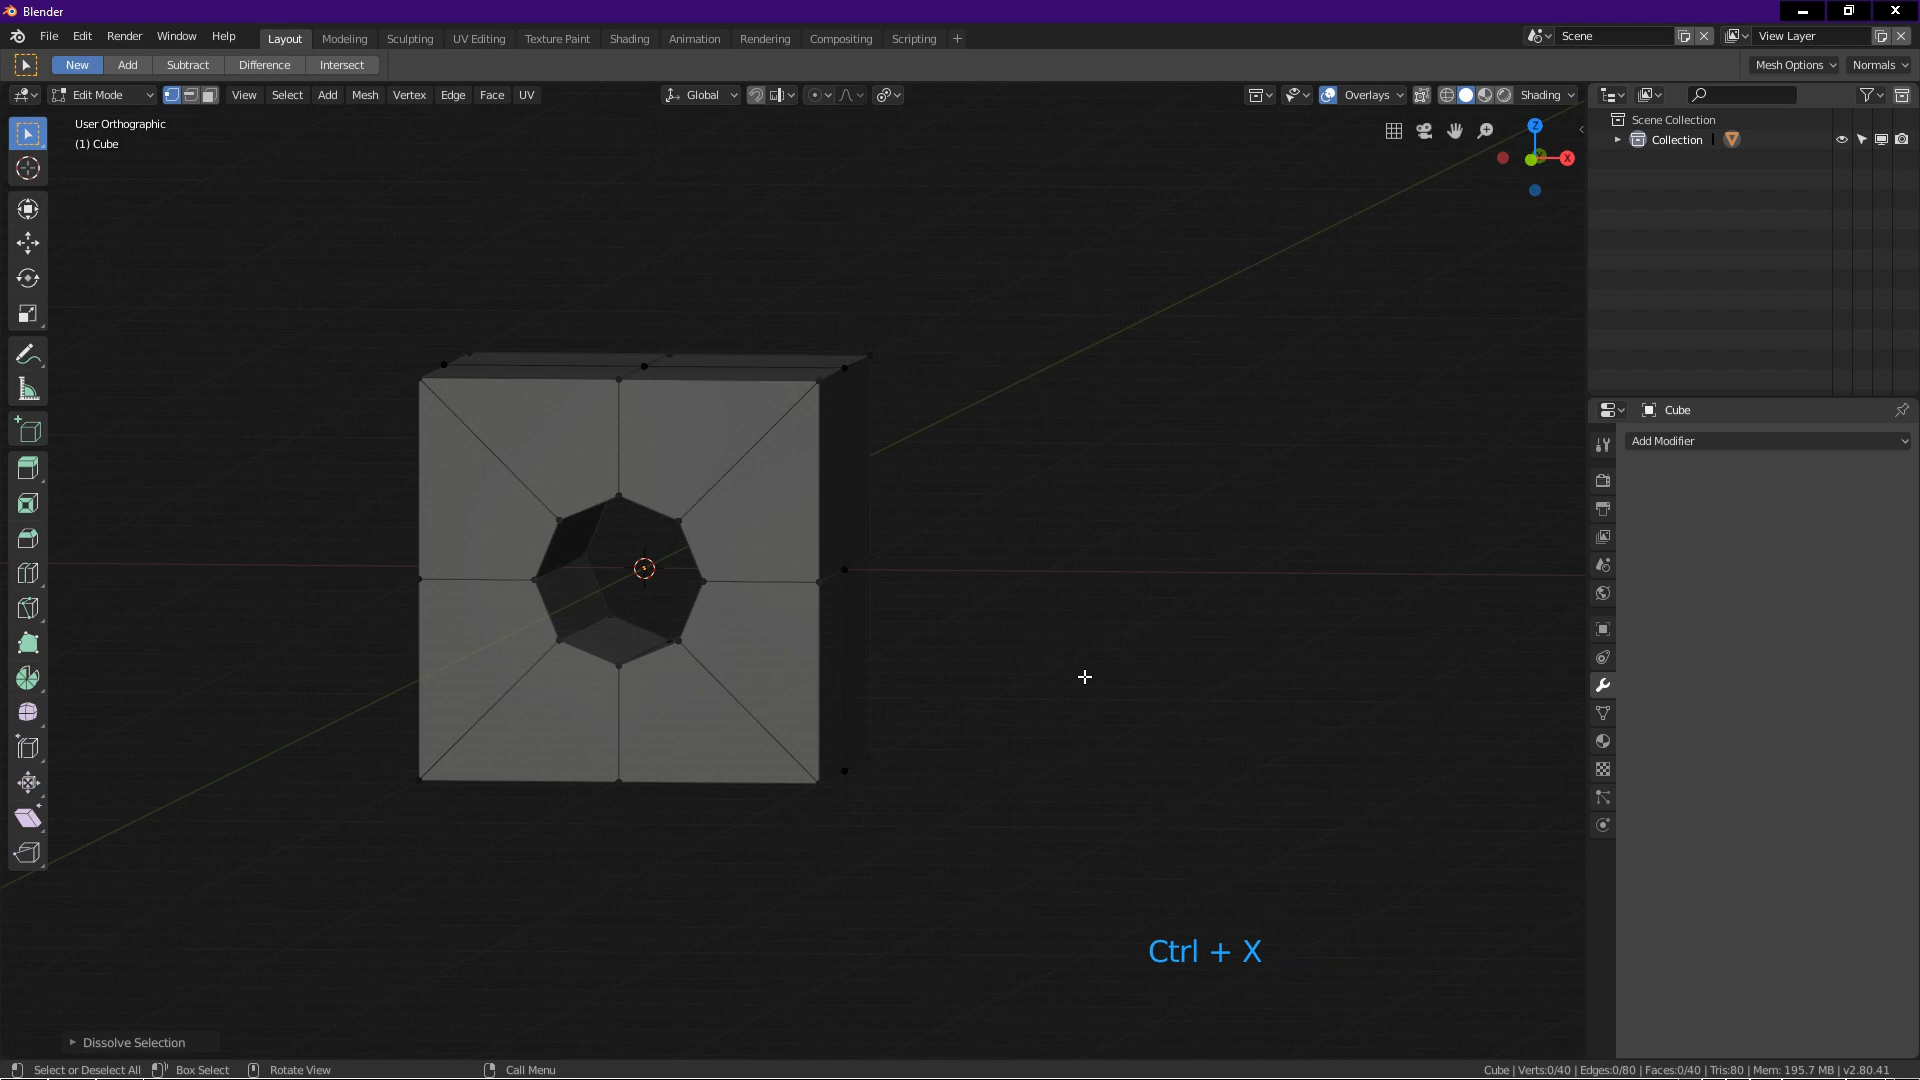 Blender
File Edit Render Window Help Layout Modeling Sculpting UV Editing Texture Paint Shading Animation Rendering Compositing Scripting + Scene View Layer
New Add Subtract Difference Intersect Mesh Options Normals
Edit Mode View Select Add Mesh Vertex Edge Face UV Global Overlays Shading
User Orthographic
(1) Cube
Z
X
Scene Collection
Collection
Cube
Add Modifier
Ctrl + X
Dissolve Selection
Select or Deselect All Box Select Rotate View Call Menu Cube | Verts:0/40 | Edges:0/80 | Faces:0/40 | Tris:80 | Mem: 195.7 MB | v2.80.41